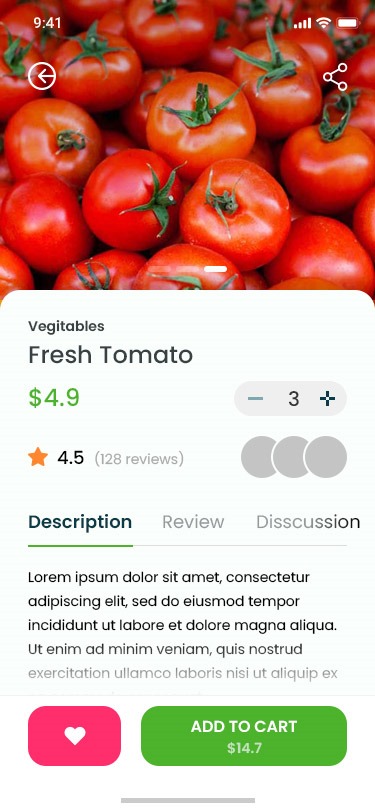 9:41
Vegitables
Fresh Tomato
$4.9
3
4.5 (128 reviews)
Description Review Disscussion
Lorem ipsum dolor sit amet, consectetur
adipiscing elit, sed do eiusmod tempor
incididunt ut labore et dolore magna aliqua.
Ut enim ad minim veniam, quis nostrud
exercitation ullamco laboris nisi ut aliquip ex
ADD TO CART
$14.7